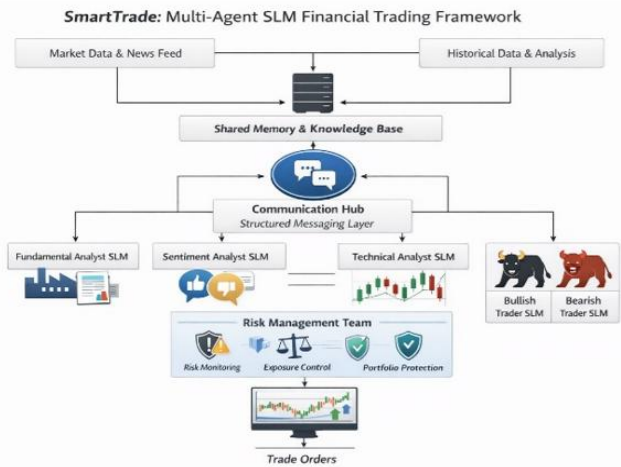 SmartTrade: Multi-Agent SLM Financial Trading Framework
Market Data & News Feed
Historical Data & Analysis
Shared Memory & Knowledge Base
Communication Hub
Structured Messaging Layer
Fundamental Analyst SLM
Sentiment Analyst SLM
Technical Analyst SLM
Bullish
Trader SLM
Bearish
Trader SLM
Risk Management Team
Risk Monitoring
Exposure Control
Portfolio Protection
Trade Orders